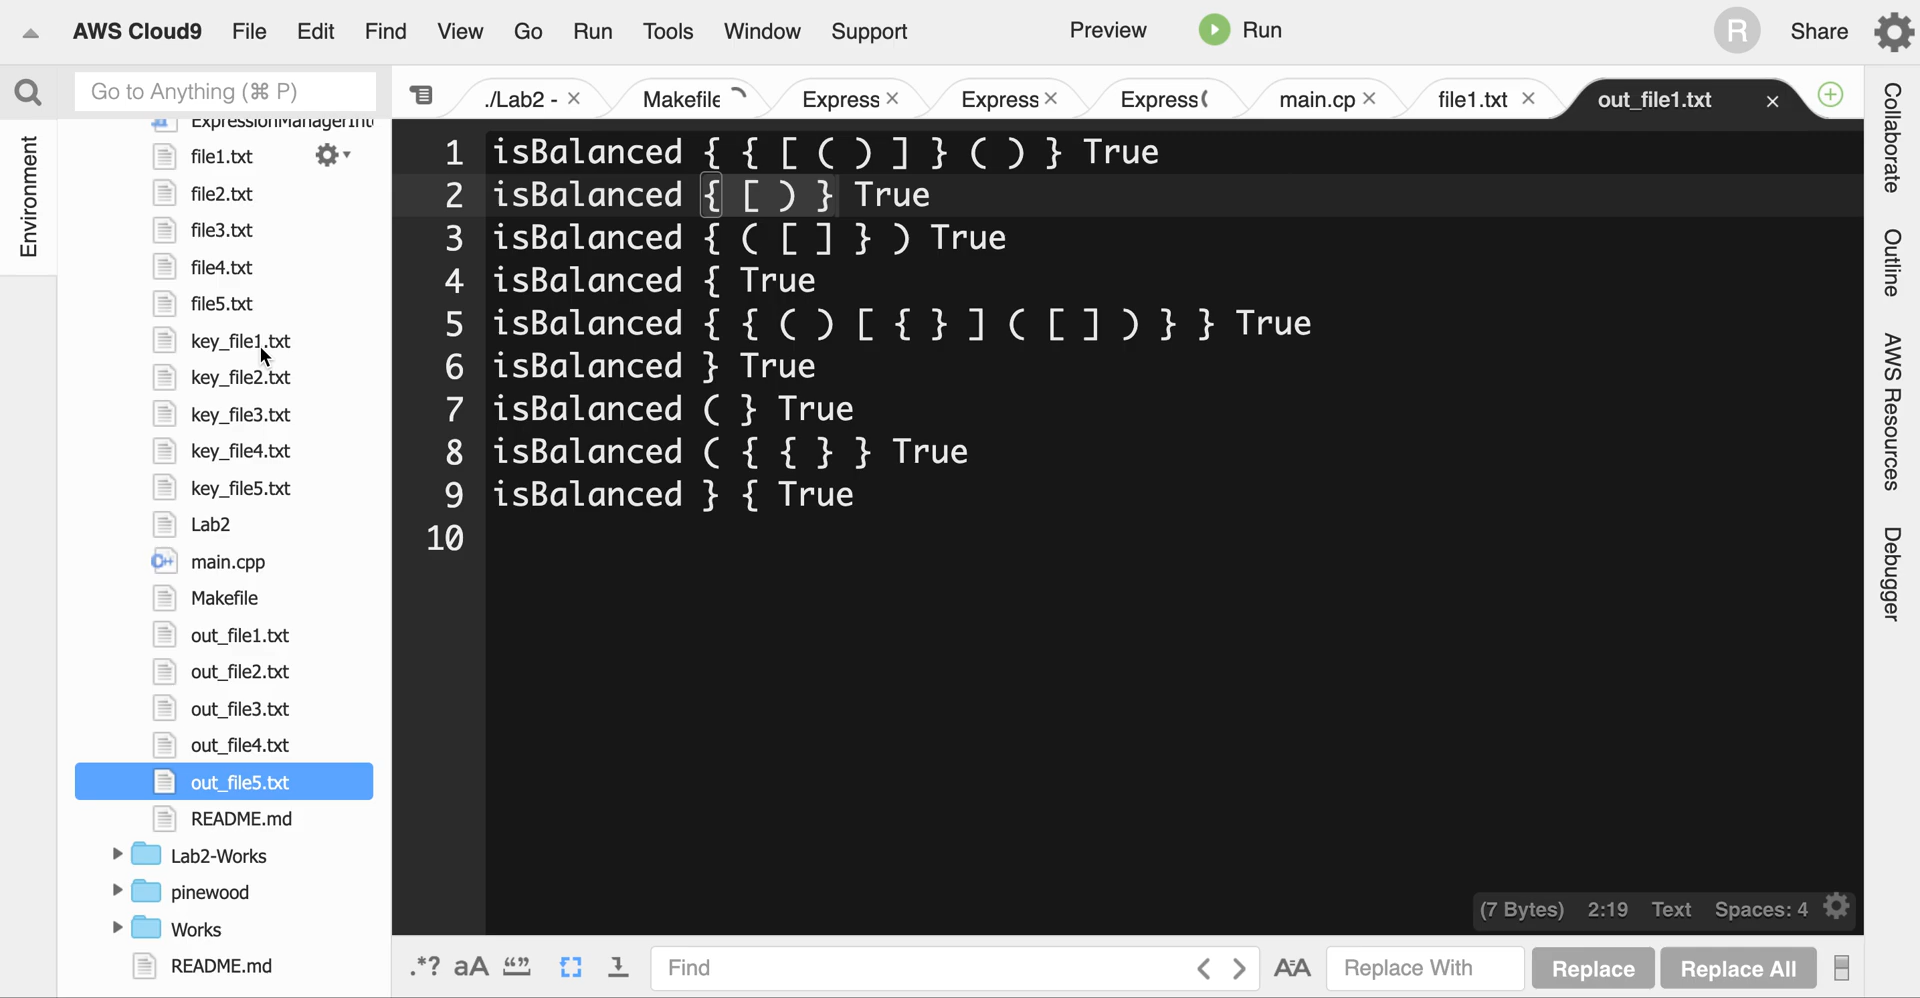 AWS Cloud9 File Edit Find View Go Run Tools Window Support Preview Run R Share
Go to Anything (⌘ P)
./Lab2 - Makefile Express Express Express main.cp file1.txt out_file1.txt
Environment
ExpressionManagerInt
file1.txt
file2.txt
file3.txt
file4.txt
file5.txt
key_file1.txt
key_file2.txt
key_file3.txt
key_file4.txt
key_file5.txt
Lab2
main.cpp
Makefile
out_file1.txt
out_file2.txt
out_file3.txt
out_file4.txt
out_file5.txt
README.md
Lab2-Works
pinewood
Works
README.md
1 isBalanced { { [ ( ) ] } ( ) } True
2 isBalanced { [ ) } True
3 isBalanced { ( [ ] } ) True
4 isBalanced { True
5 isBalanced { { ( ) [ { } ] ( [ ] ) } } True
6 isBalanced } True
7 isBalanced ( } True
8 isBalanced ( { { } } True
9 isBalanced } { True
10
(7 Bytes) 2:19 Text Spaces: 4
.*? aA “” Find AA Replace With Replace Replace All
Collaborate
Outline
AWS Resources
Debugger